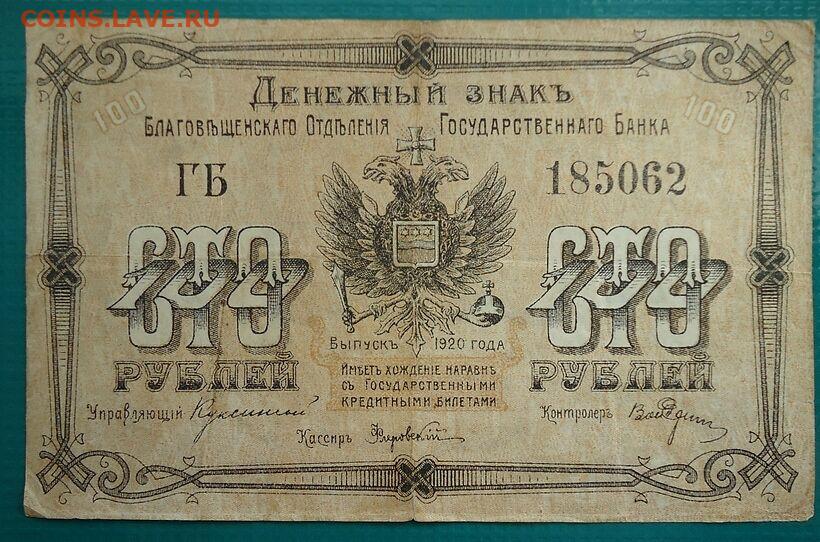 COINS.LAVE.RU
Денежный знакъ
100 100
Благовѣщенскаго Отдѣленія Государственнаго Банка
ГБ 185062
СТО СТО
РУБЛЕЙ РУБЛЕЙ
Выпускъ 1920 года
Имѣетъ хожденіе наравнѣ
съ Государственными
кредитными билетами
Управляющій
Контролеръ
Кассиръ